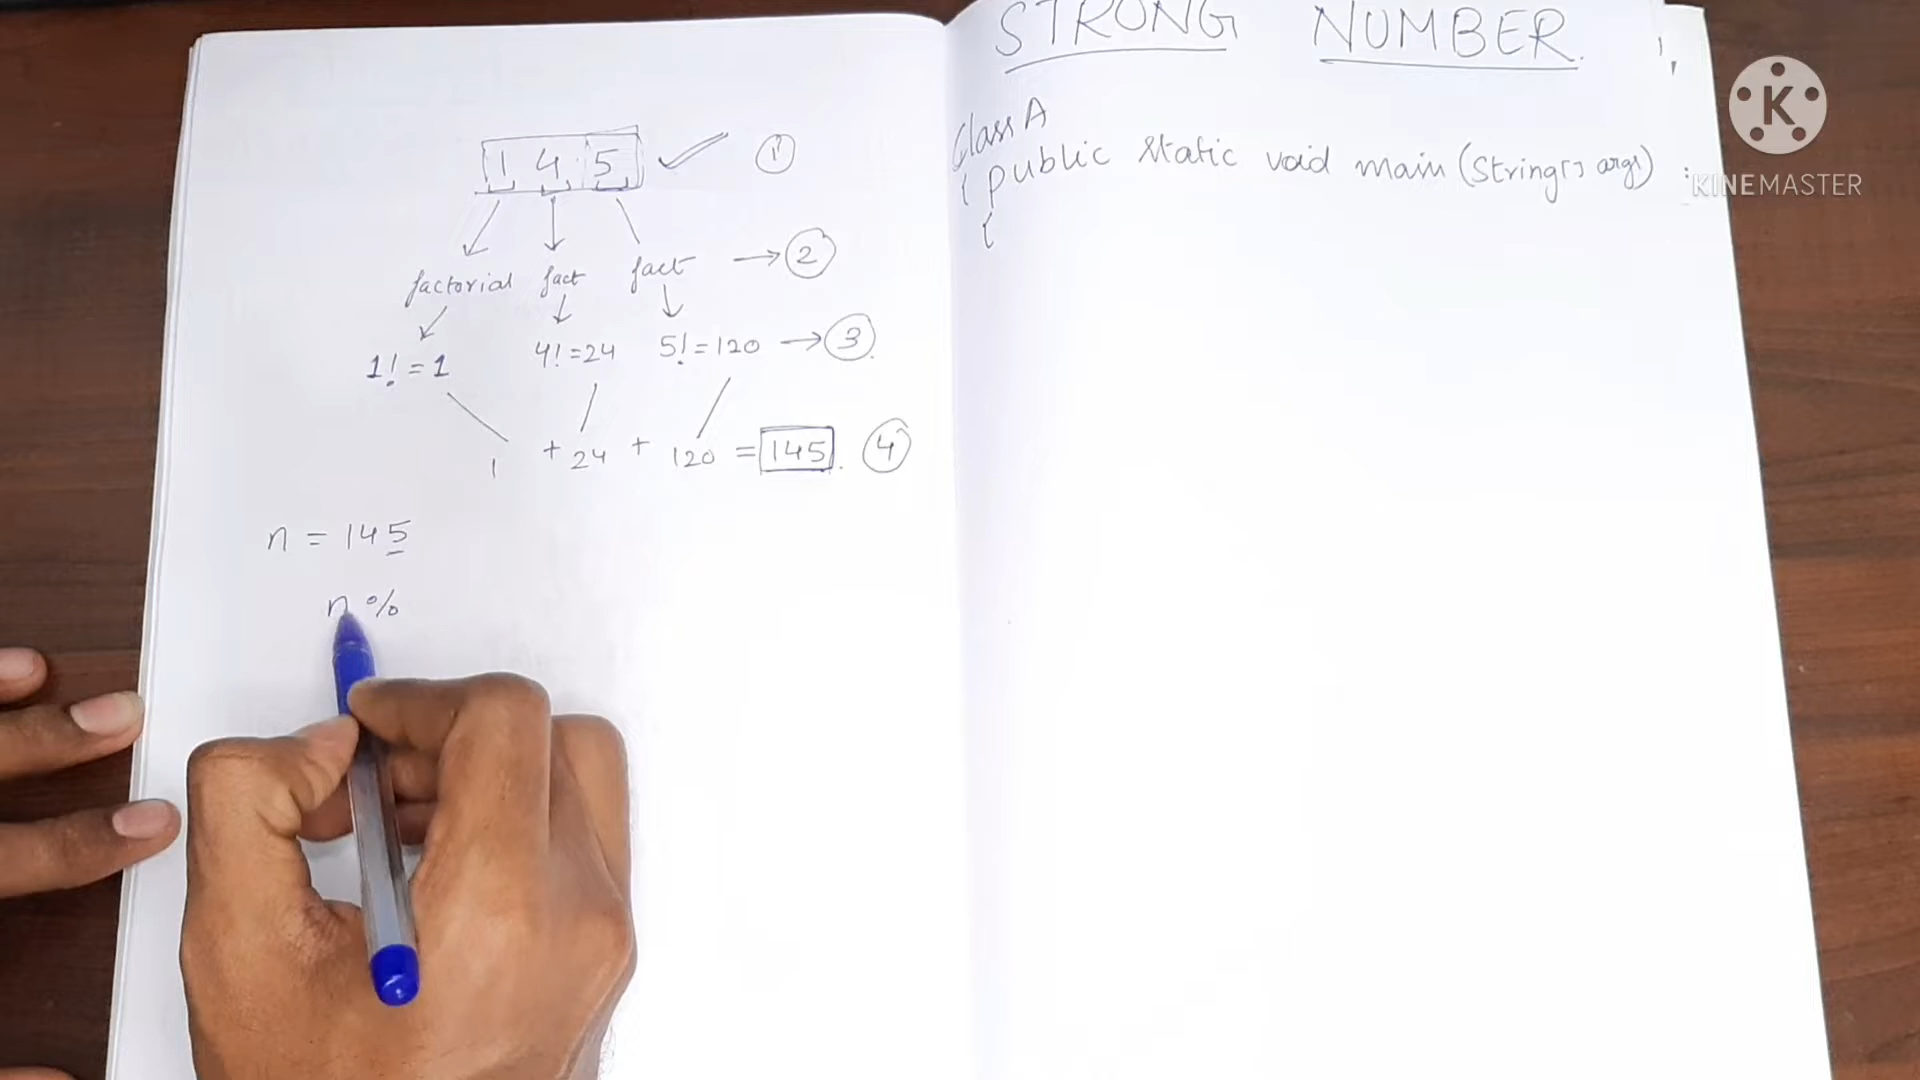 1 4 5 ✓ 1
factorial fact fact → 2
1! = 1 4! = 24 5! = 120 → 3
1 + 24 + 120 = 145. 4
n = 145
n %
STRONG NUMBER.
Class A
{ public static void main (String[] args)
{
K
KINEMASTER